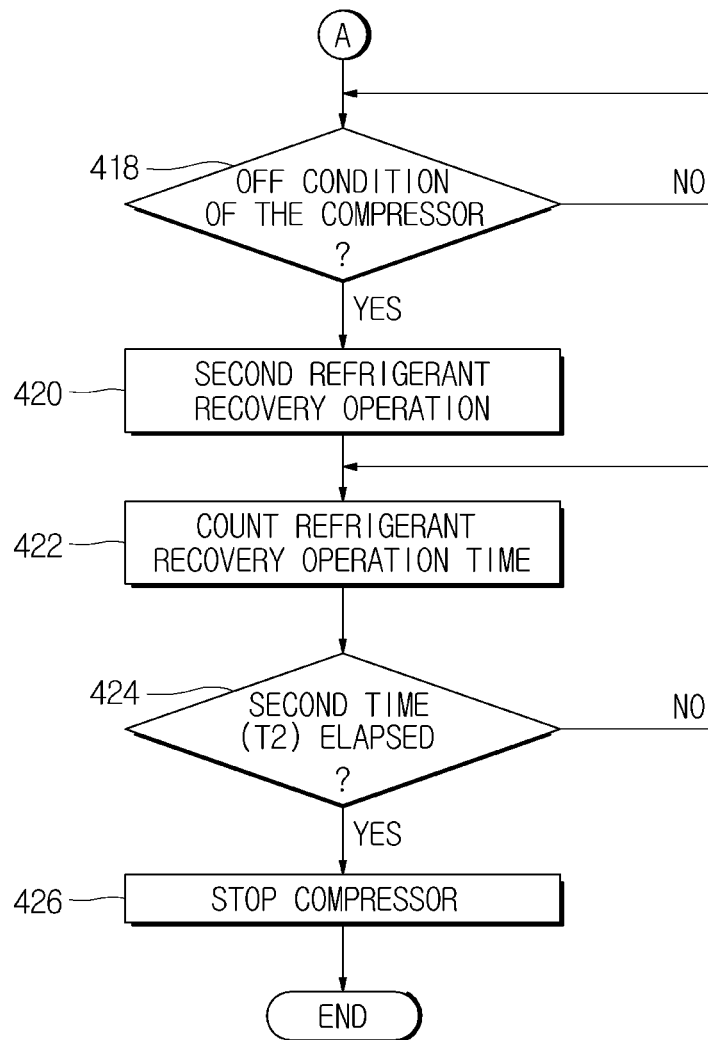 A
418
OFF CONDITION
OF THE COMPRESSOR
?
NO
YES
420
SECOND REFRIGERANT
RECOVERY OPERATION
422
COUNT REFRIGERANT
RECOVERY OPERATION TIME
424
SECOND TIME
(T2) ELAPSED
?
NO
YES
426
STOP COMPRESSOR
END